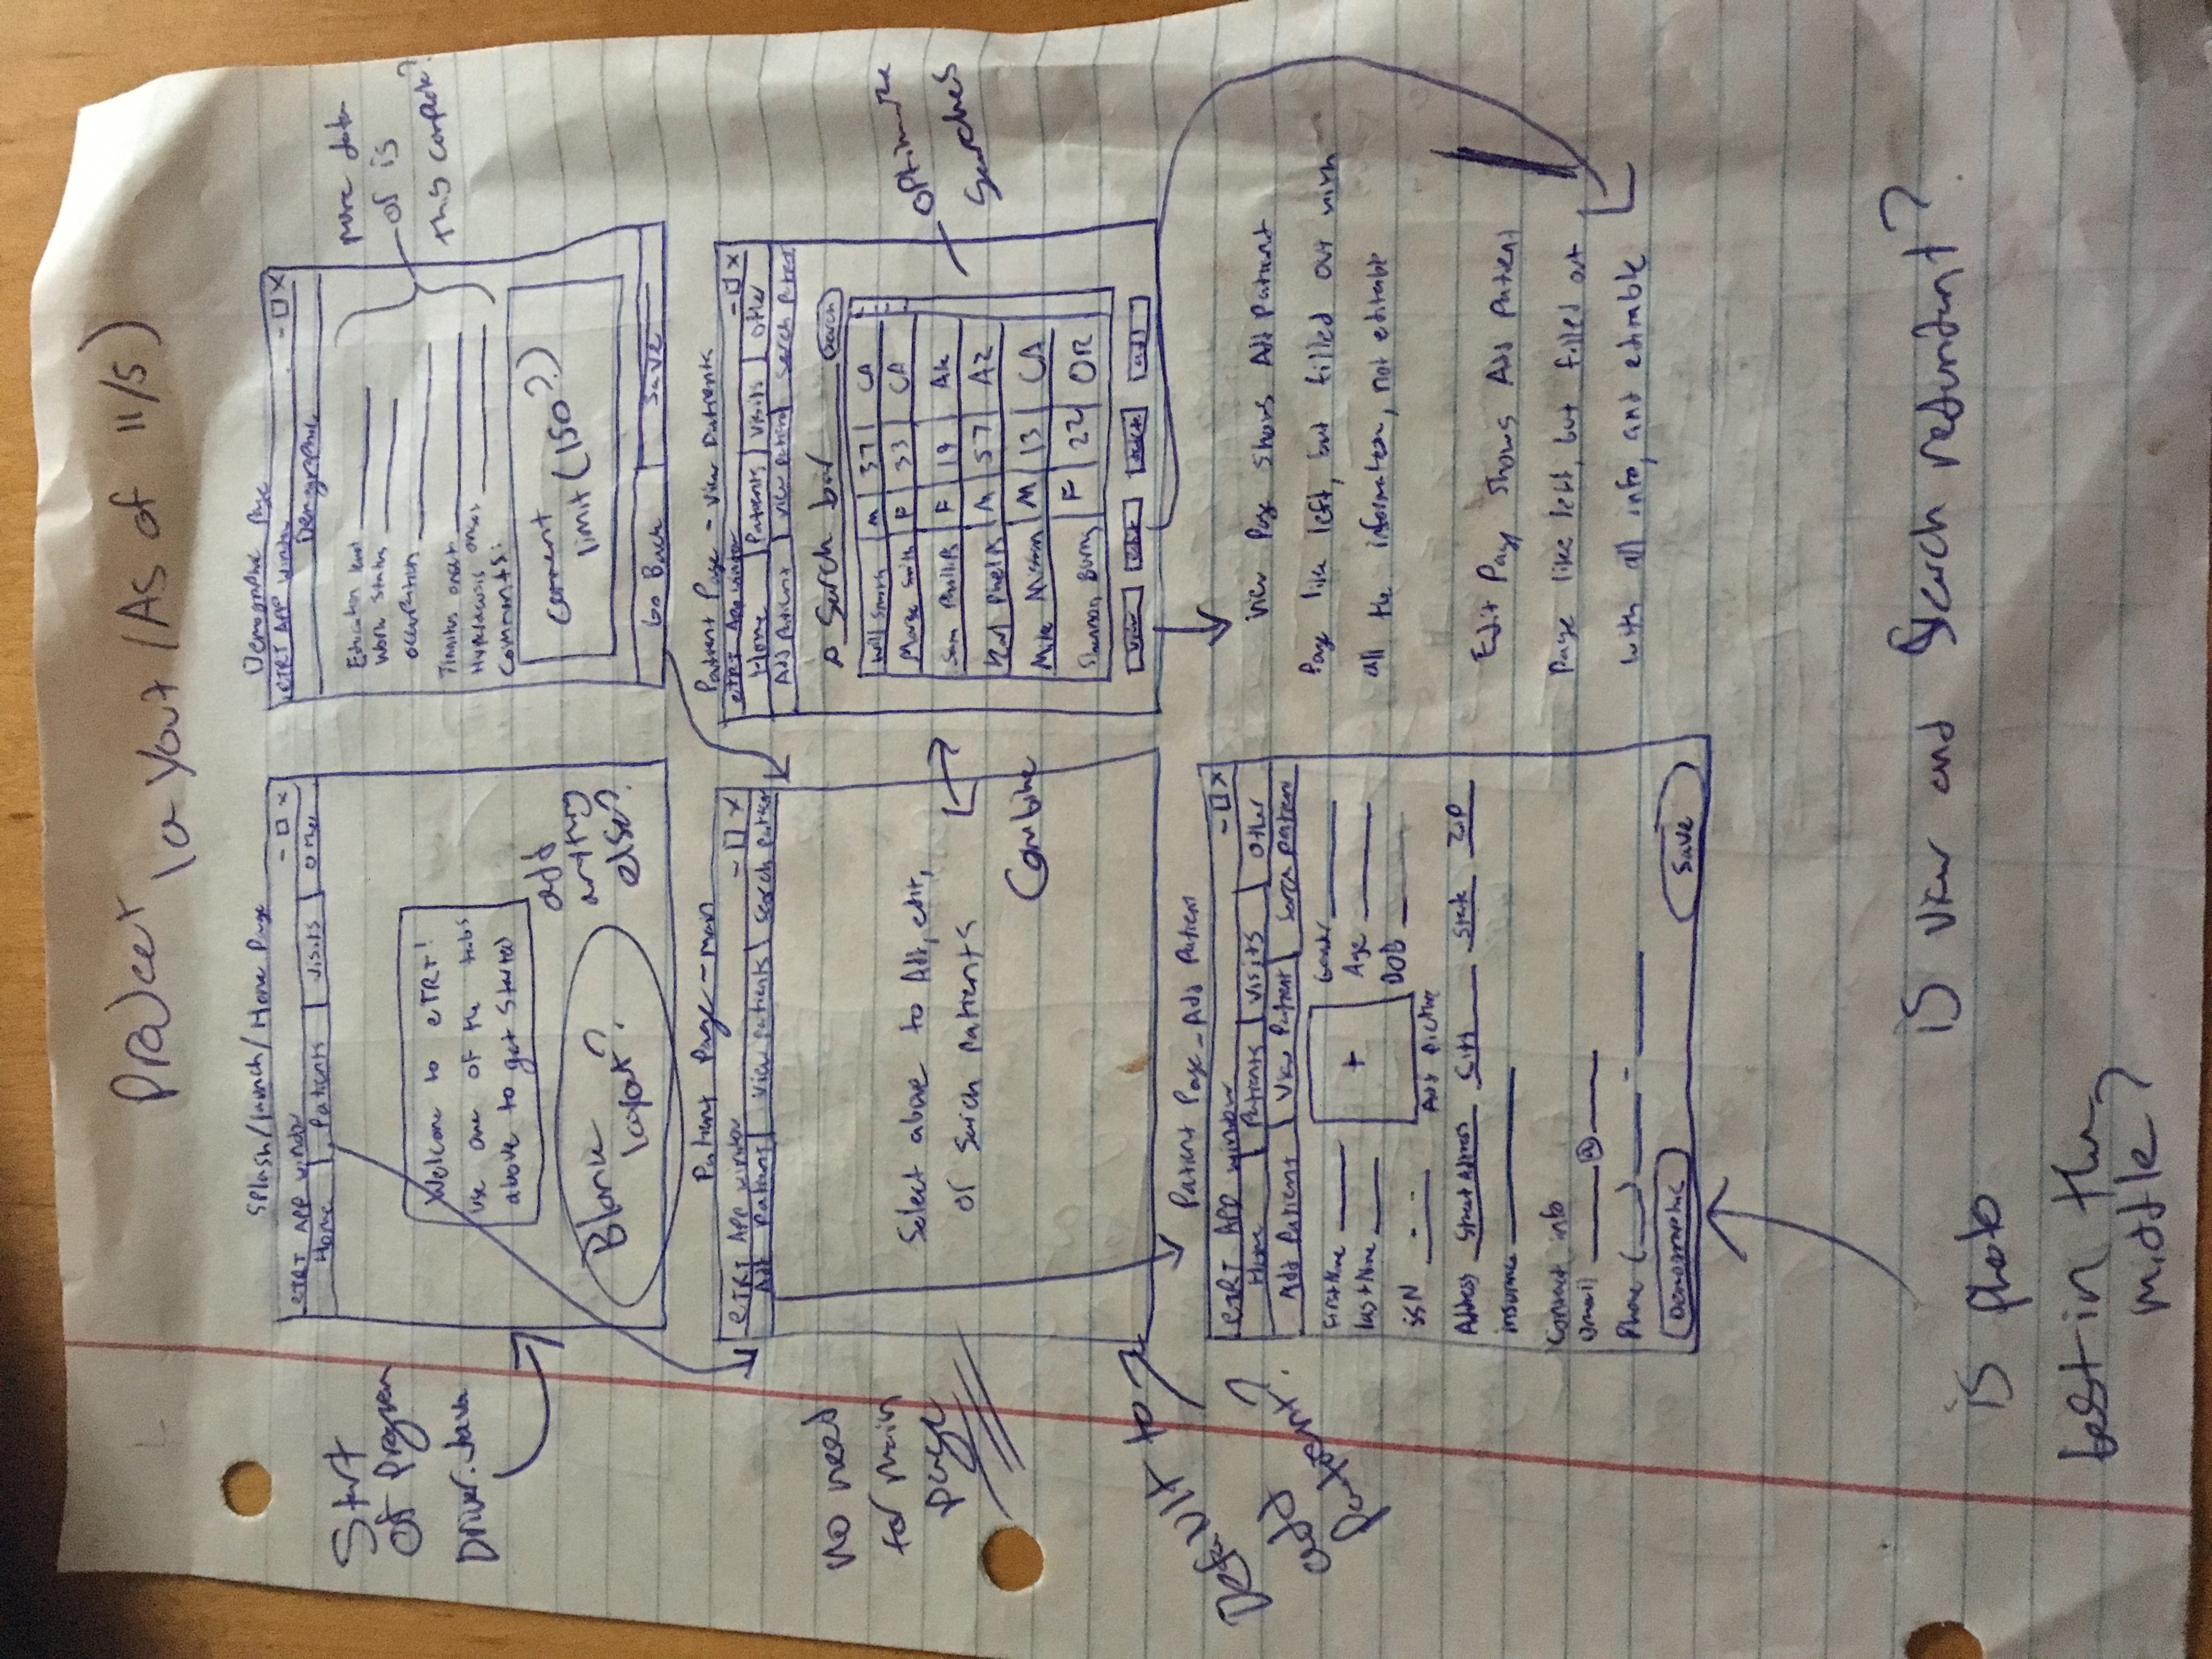 Project layout (As of 11/5)
Splash/launch/Home Page
eTRT APP window - □ x
Home | Patients | Visits | Other
Welcome to eTRT!
use one of the tabs
above to get started
Blank
layout?
add
anything
else?
Start
of program
Driver.java
Demographic Page
eTRT APP window - □ X
Demographic
Education level
Work Status
Occupation
Tinnitus onset
Hyperacusis onset
Comments:
Comment
limit (150?)
Go Back Save
more data
or is
this complete?
Patient Page - main
eTRT APP window - □ X
Add Patient | View patients | Search patient
Select above to Add, edit,
or Serch patients
Combine
No need
for main
page
Default to
add
patient?
Patient Page - View Patients
eTRT App window - □ X
Home | Patients | Visits | Other
Add patient | View patient | Serch patient
Serch bar Serch
Will Smith | M | 37 | CA
Marge Smith | F | 33 | CA
Sam Phillips | F | 19 | AK
Karl Phelps | M | 57 | AZ
Mike Misson | M | 13 | CA
Shannon Burns | F | 22 | OR
view edit delete add
optimize
Serches
Patient Page - Add Patient
eTRT APP window - □ X
Home | Patients | Visits | Other
Add Patient | View Patient | Serch patient
First Name
last Name
SSN - -
+
Add picture
Gender
Age
DOB
Address Street Address City State ZIP
insurance
Contact info
email @
Phone ( ) -
Demographic Save
View Page shows Add Patient
Page like left, but filled out with
all the information, not editable
Edit Page shows Add Patient
page like left, but filled out
with all info, and editable
is view and Search redundant?
is photo
best in the
middle?